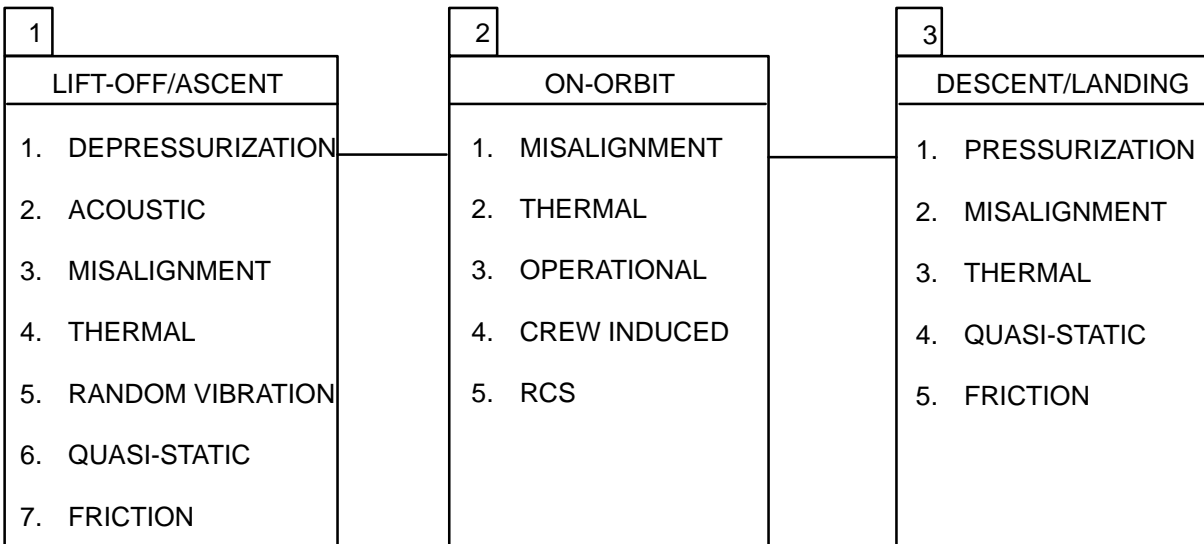 1
LIFT-OFF/ASCENT
1. DEPRESSURIZATION
2. ACOUSTIC
3. MISALIGNMENT
4. THERMAL
5. RANDOM VIBRATION
6. QUASI-STATIC
7. FRICTION
2
ON-ORBIT
1. MISALIGNMENT
2. THERMAL
3. OPERATIONAL
4. CREW INDUCED
5. RCS
3
DESCENT/LANDING
1. PRESSURIZATION
2. MISALIGNMENT
3. THERMAL
4. QUASI-STATIC
5. FRICTION